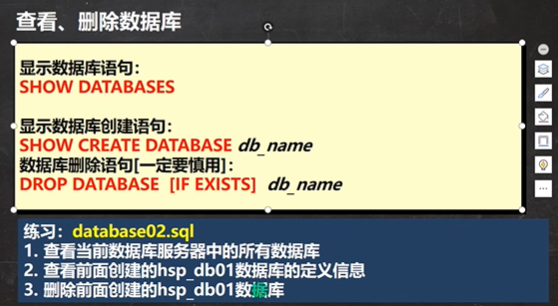 查看、删除数据库
显示数据库语句：
SHOW DATABASES
显示数据库创建语句：
SHOW CREATE DATABASE db_name
数据库删除语句[一定要慎用]：
DROP DATABASE [IF EXISTS] db_name
练习：database02.sql
1. 查看当前数据库服务器中的所有数据库
2. 查看前面创建的hsp_db01数据库的定义信息
3. 删除前面创建的hsp_db01数据库